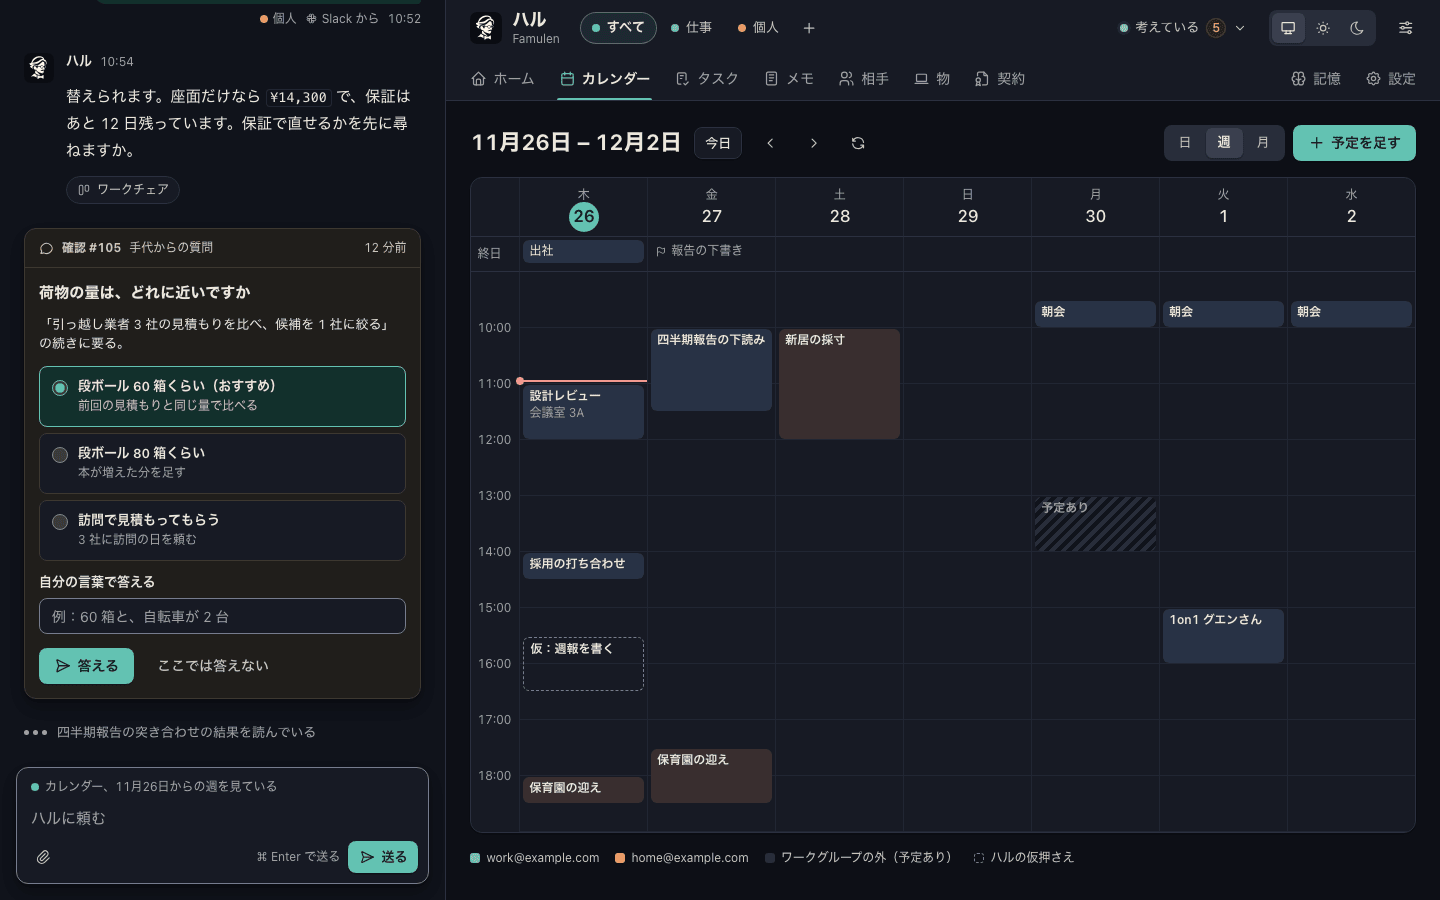 個人 Slack から 10:52
ハル 10:54
替えられます。座面だけなら ¥14,300 で、保証は
あと 12 日残っています。保証で直せるかを先に尋
ねますか。
ワークチェア
確認 #105 手代からの質問 12 分前
荷物の量は、どれに近いですか
「引っ越し業者 3 社の見積もりを比べ、候補を 1 社に絞る」
の続きに要る。
段ボール 60 箱くらい（おすすめ）
前回の見積もりと同じ量で比べる
段ボール 80 箱くらい
本が増えた分を足す
訪問で見積もってもらう
3 社に訪問の日を頼む
自分の言葉で答える
例：60 箱と、自転車が 2 台
答える ここでは答えない
四半期報告の突き合わせの結果を読んでいる
カレンダー、11月26日からの週を見ている
ハルに頼む
⌘ Enter で送る 送る
ハル
Famulen
すべて 仕事 個人
考えている 5
ホーム カレンダー タスク メモ 相手 物 契約 記憶 設定
11月26日 – 12月2日 今日 日 週 月 予定を足す
木 金 土 日 月 火 水
26 27 28 29 30 1 2
終日 出社 報告の下書き
朝会 朝会 朝会
10:00
四半期報告の下読み 新居の採寸
11:00
設計レビュー
会議室 3A
12:00
13:00
予定あり
14:00
採用の打ち合わせ
15:00
1on1 グエンさん
仮：週報を書く
16:00
17:00
保育園の迎え
18:00
保育園の迎え
work@example.com home@example.com ワークグループの外（予定あり） ハルの仮押さえ